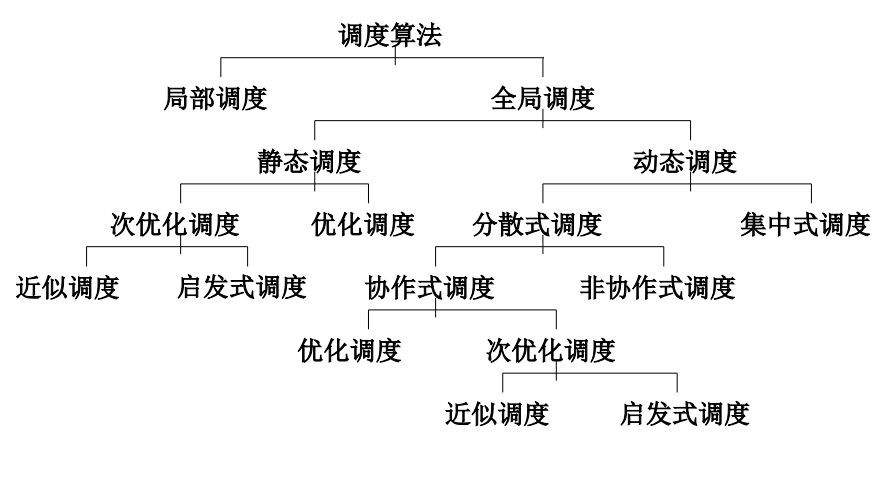 调度算法
局部调度 全局调度
静态调度 动态调度
次优化调度 优化调度 分散式调度 集中式调度
近似调度 启发式调度 协作式调度 非协作式调度
优化调度 次优化调度
近似调度 启发式调度